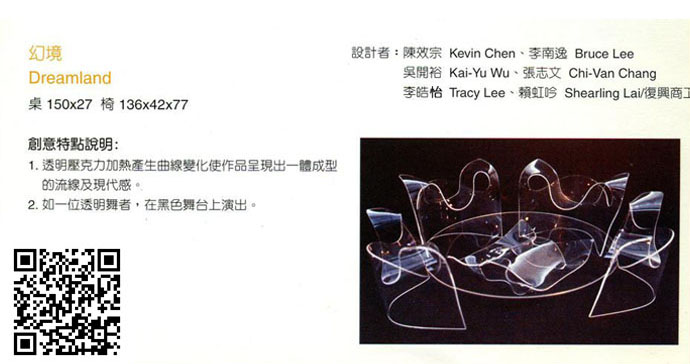 幻境
Dreamland
桌 150x27 椅 136x42x77
創意特點說明:
1. 透明壓克力加熱產生曲線變化使作品呈現出一體成型
的流線及現代感。
2. 如一位透明舞者,在黑色舞台上演出。
設計者:陳效宗 Kevin Chen、李南逸 Bruce Lee
吳開裕 Kai-Yu Wu、張志文 Chi-Van Chang
李皓怡 Tracy Lee、賴虹吟 Shearling Lai/復興商工